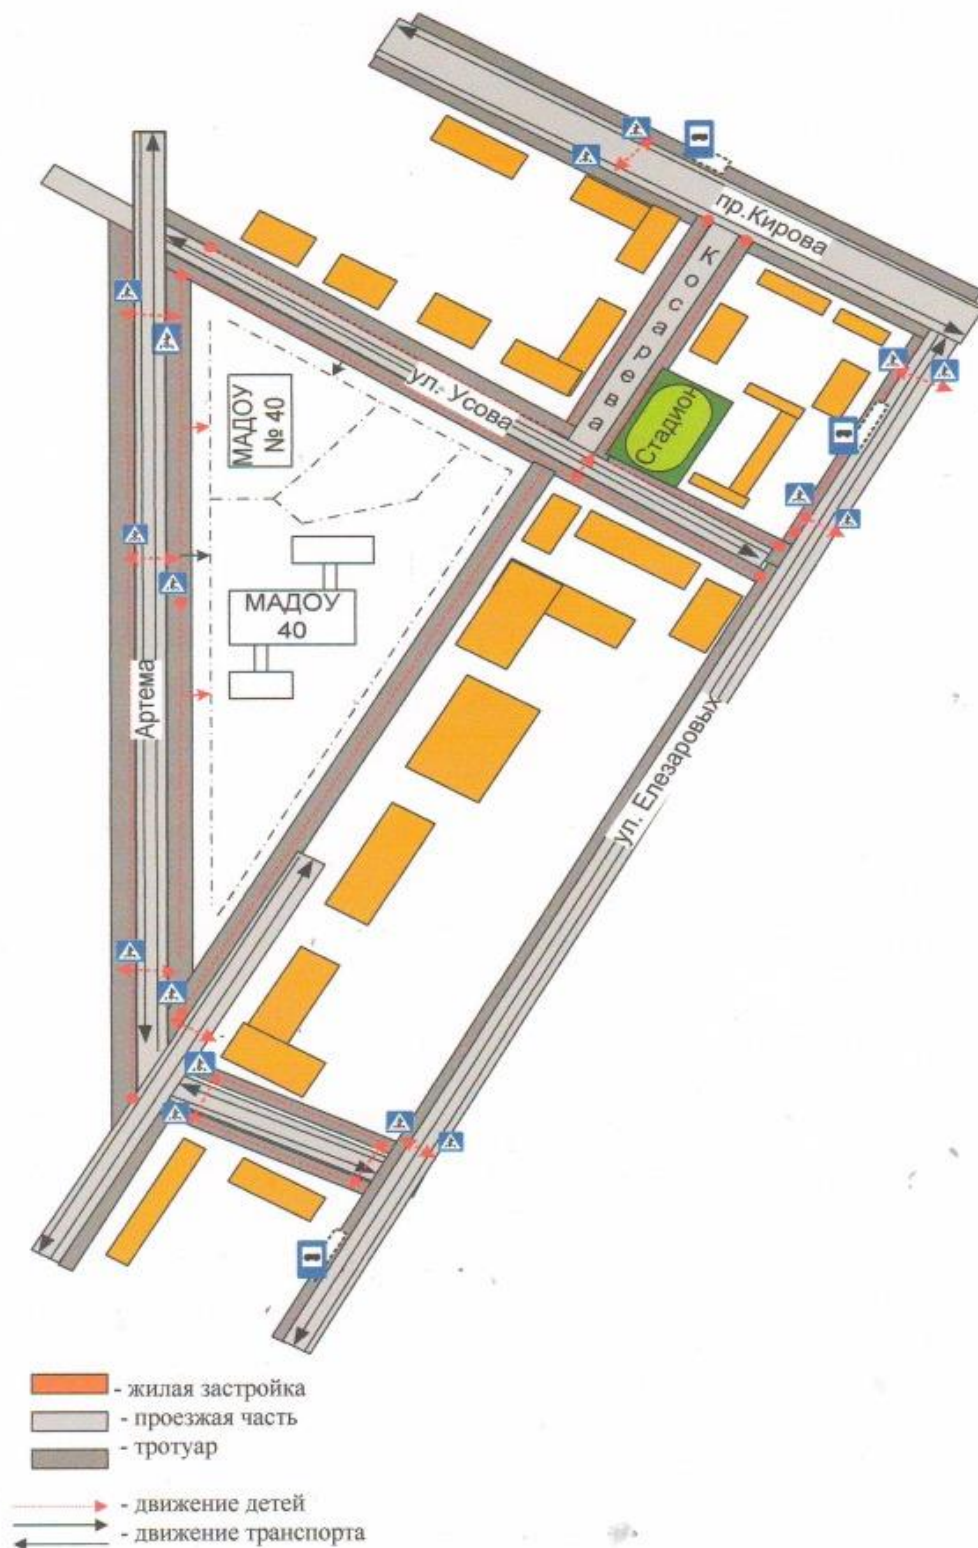 пр.Кирова
Косарева
Стадион
ул. Усова
МАДОУ
№ 40
МАДОУ
40
Артема
ул. Елезаровых
- жилая застройка
- проезжая часть
- тротуар
- движение детей
- движение транспорта